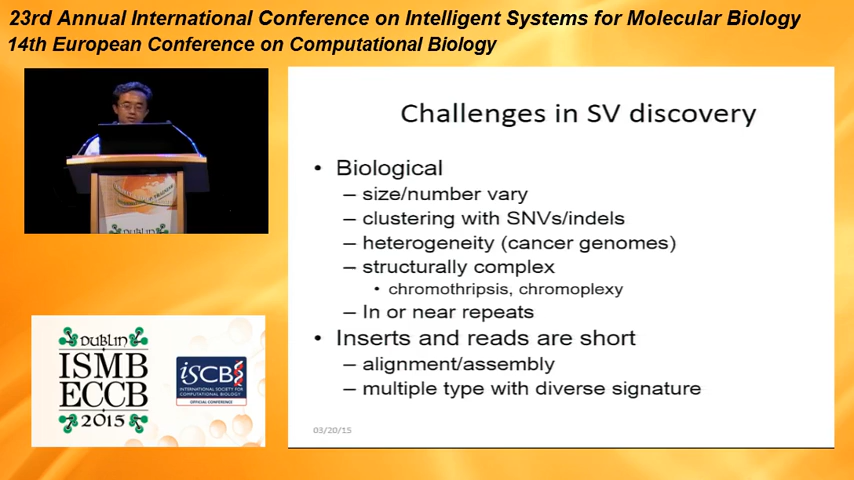 23rd Annual International Conference on Intelligent Systems for Molecular Biology
14th European Conference on Computational Biology
Challenges in SV discovery
• Biological
– size/number vary
– clustering with SNVs/indels
– heterogeneity (cancer genomes)
– structurally complex
• chromothripsis, chromoplexy
– In or near repeats
• Inserts and reads are short
– alignment/assembly
– multiple type with diverse signature
03/20/15
DUBLIN
DUBLIN
ISMB
ECCB
2015
ISCB
INTERNATIONAL SOCIETY FOR
COMPUTATIONAL BIOLOGY
OFFICIAL CONFERENCE